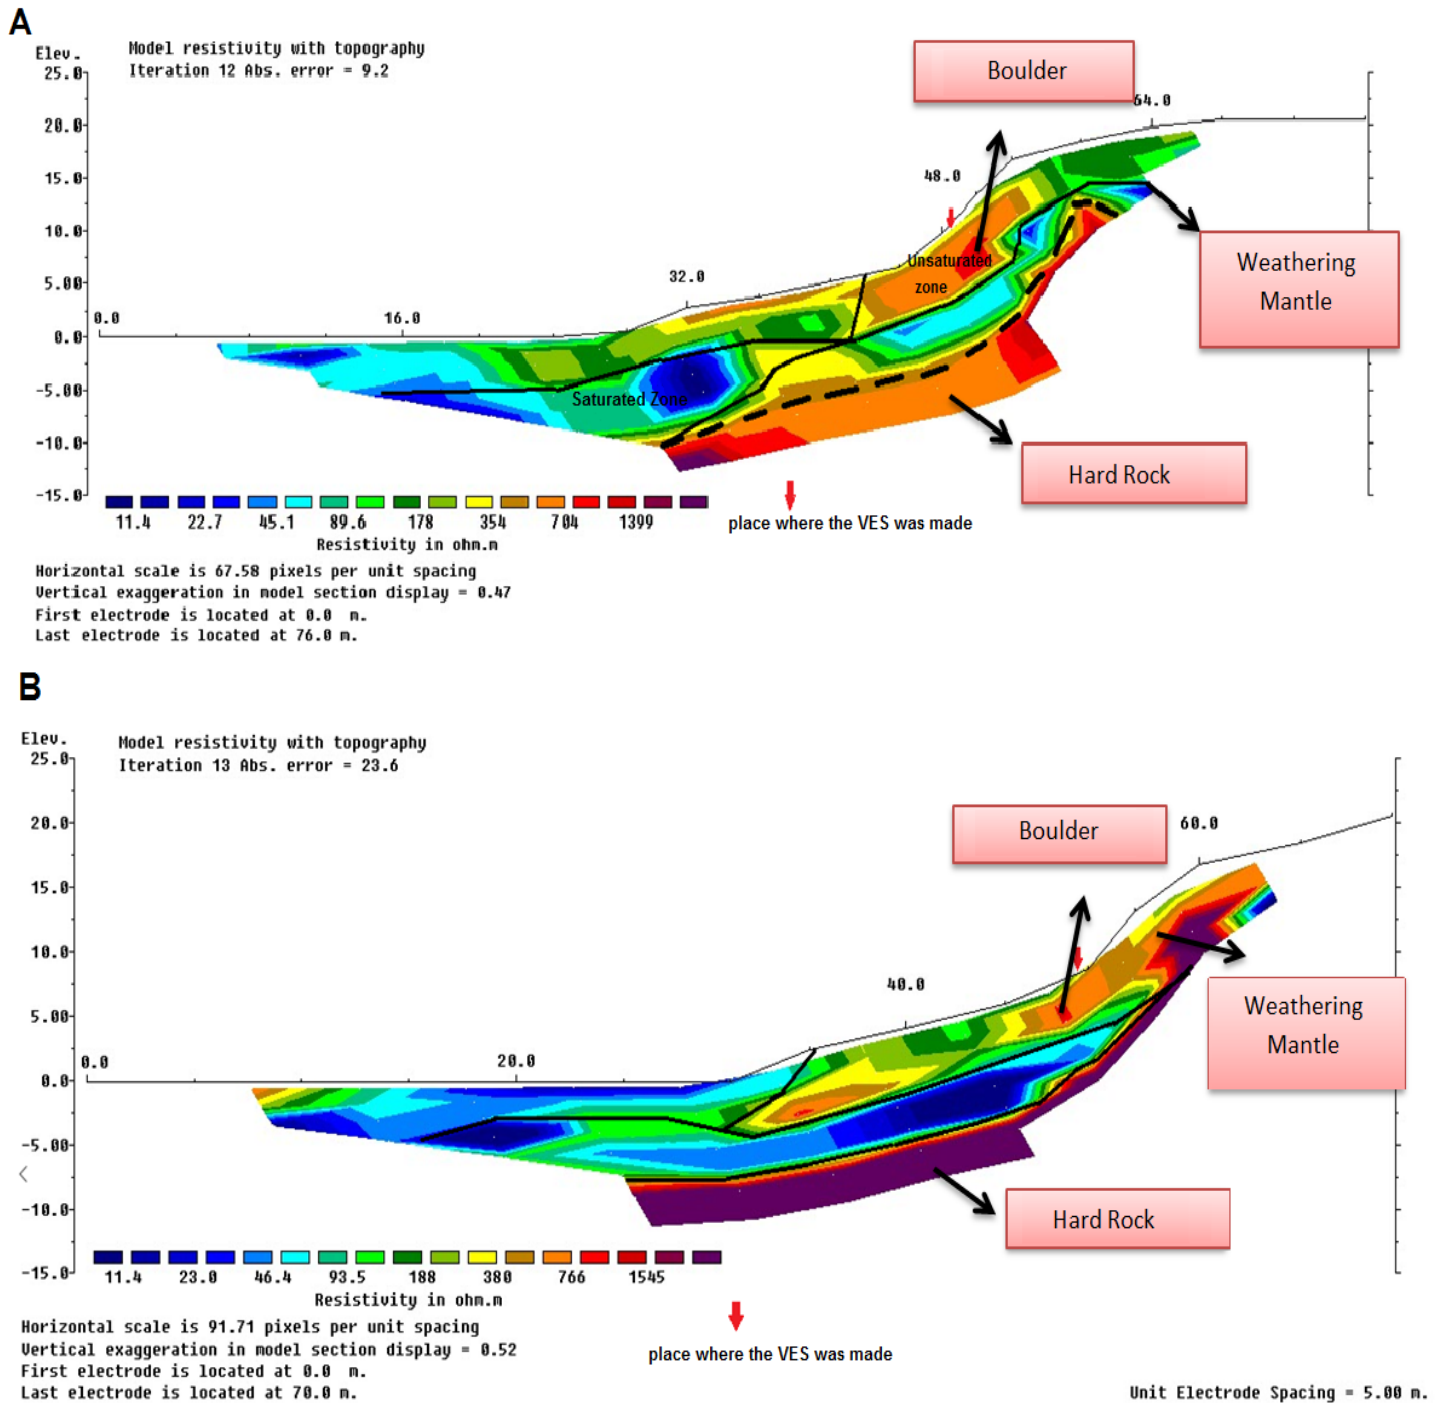 A
Elev.
Model resistivity with topography
Iteration 12 Abs. error = 9.2
25.0
Boulder
64.0
20.0
15.0
48.0
10.0
Weathering
Mantle
Unsaturated
zone
5.00
32.0
0.0
16.0
0.0
-5.00
Saturated Zone
-10.0
Hard Rock
-15.0
11.4 22.7 45.1 89.6 178 354 704 1399
place where the VES was made
Resistivity in ohm.m
Horizontal scale is 67.58 pixels per unit spacing
Vertical exaggeration in model section display = 0.47
First electrode is located at 0.0 m.
Last electrode is located at 76.0 m.
B
Elev.
Model resistivity with topography
Iteration 13 Abs. error = 23.6
25.0
20.0
Boulder
60.0
15.0
10.0
40.0
Weathering
Mantle
5.00
0.0
20.0
0.0
-5.00
-10.0
Hard Rock
-15.0
11.4 23.0 46.4 93.5 188 380 766 1545
Resistivity in ohm.m
Horizontal scale is 91.71 pixels per unit spacing
Vertical exaggeration in model section display = 0.52
place where the VES was made
First electrode is located at 0.0 m.
Last electrode is located at 70.0 m.
Unit Electrode Spacing = 5.00 m.